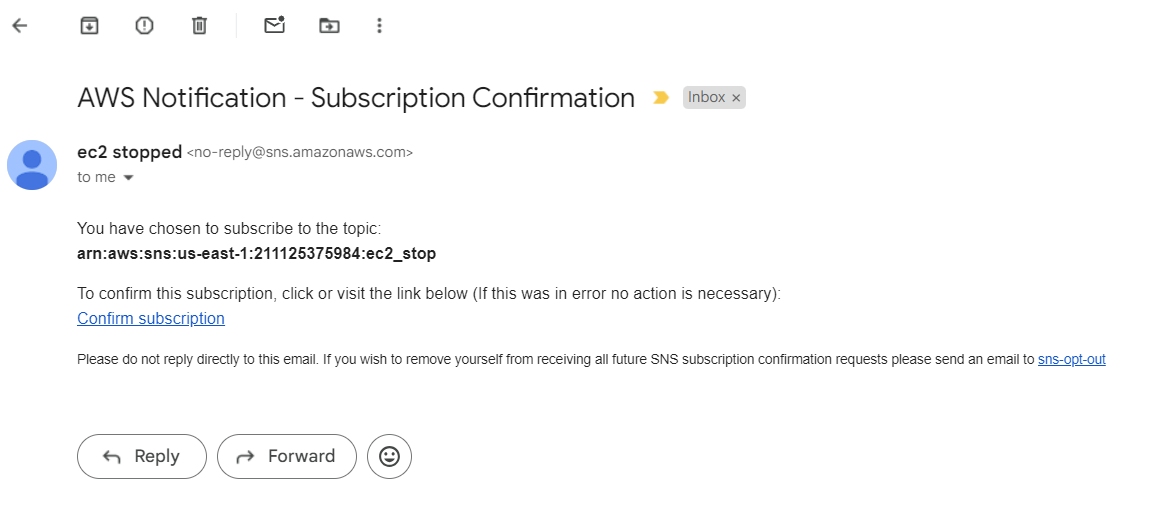 AWS Notification - Subscription Confirmation Inbox ×
ec2 stopped <no-reply@sns.amazonaws.com>
to me
You have chosen to subscribe to the topic:
arn:aws:sns:us-east-1:211125375984:ec2_stop
To confirm this subscription, click or visit the link below (If this was in error no action is necessary):
Confirm subscription
Please do not reply directly to this email. If you wish to remove yourself from receiving all future SNS subscription confirmation requests please send an email to sns-opt-out
Reply Forward